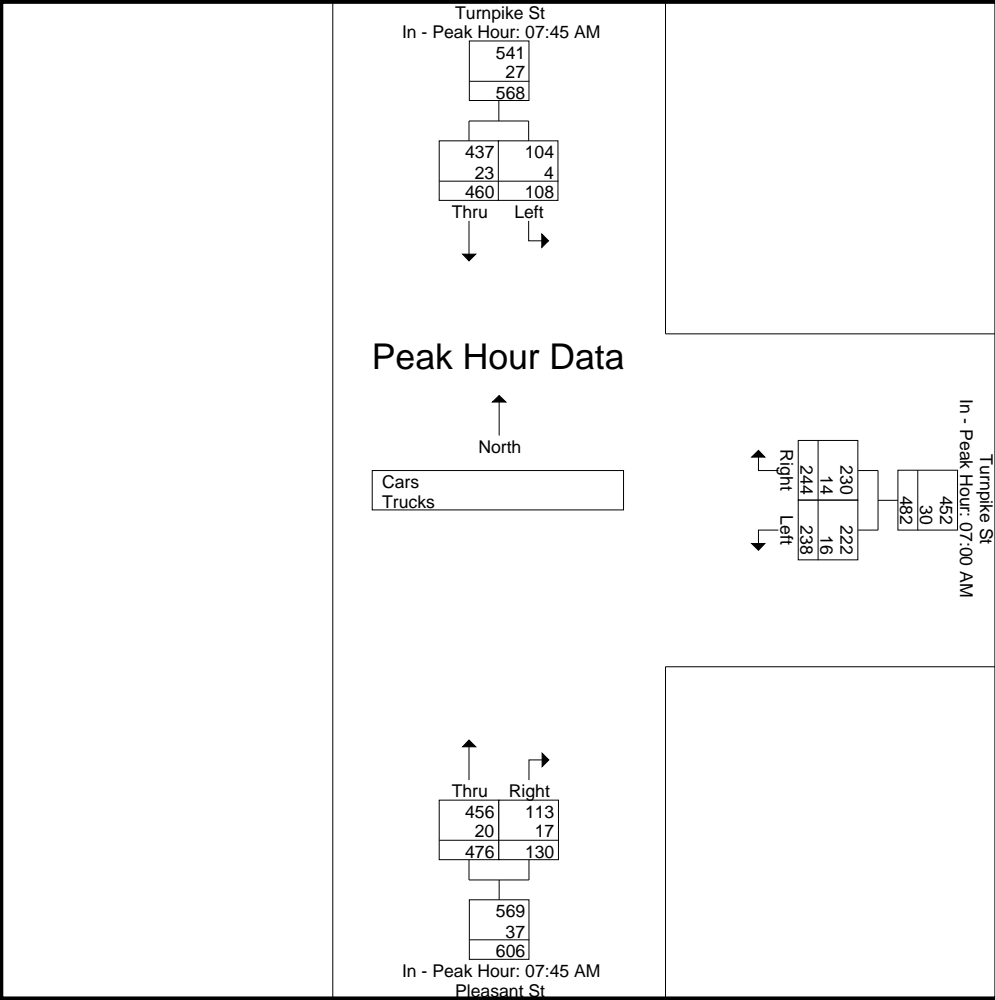 Turnpike St
In - Peak Hour: 07:45 AM
541
27
568
437 104
23 4
460 108
Thru Left
Peak Hour Data
North
Cars
Trucks
Turnpike St
In - Peak Hour: 07:00 AM
452
30
482
230 222
14 16
244 238
Right Left
Thru Right
456 113
20 17
476 130
569
37
606
In - Peak Hour: 07:45 AM
Pleasant St